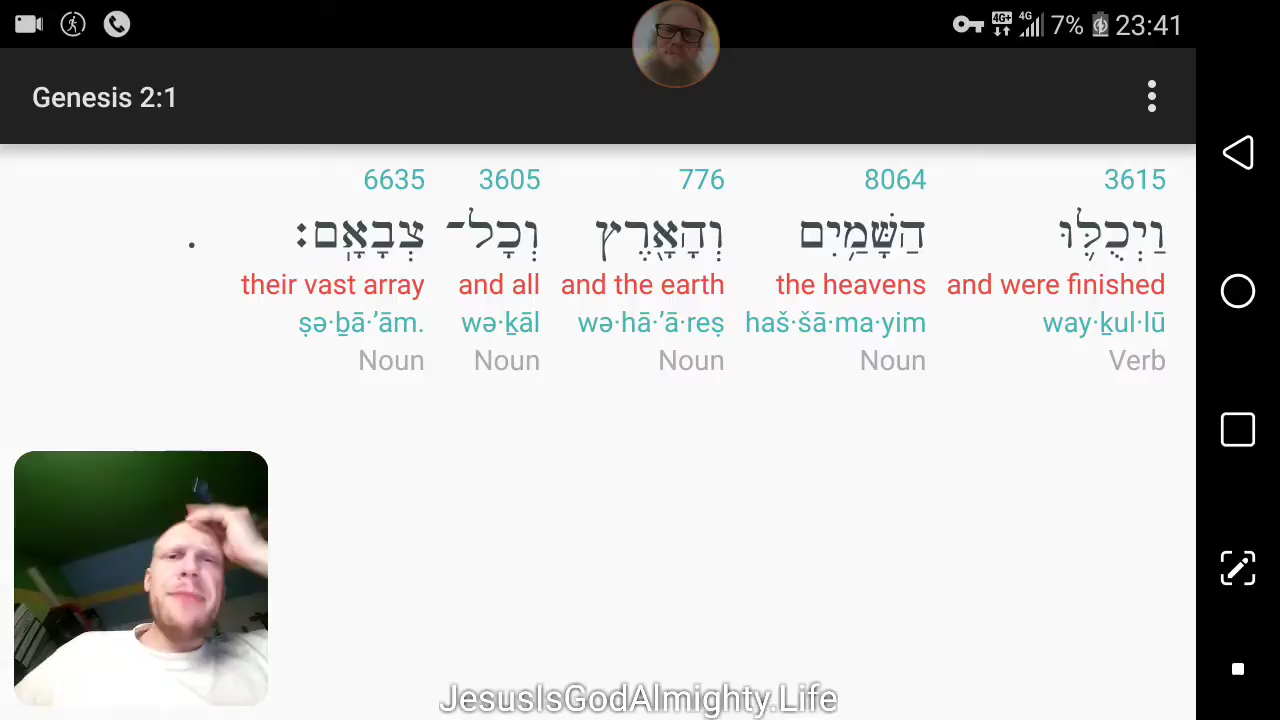 7% 23:41
Genesis 2:1
6635 3605 776 8064 3615
וַיְכֻלּ֛וּ הַשָּׁמַ֥יִם וְהָאָ֖רֶץ וְכָל־ צְבָאָֽם׃ .
their vast array and all and the earth the heavens and were finished
ṣə·ḇā·’ām. wə·ḵāl wə·hā·’ā·reṣ haš·šā·ma·yim way·ḵul·lū
Noun Noun Noun Noun Verb
JesusIsGodAlmighty.Life